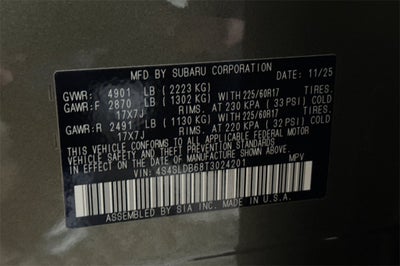 MFD BY SUBARU CORPORATION DATE: 11/25
GVWR: 4901 LB (2223 KG)
GAWR:F 2870 LB (1302 KG) WITH 225/60R17 TIRES.
17X7J RIMS. AT 230 KPA (33 PSI) COLD
GAWR:R 2491 LB (1130 KG) WITH 225/60R17 TIRES.
17X7J RIMS. AT 220 KPA (32 PSI) COLD
THIS VEHICLE CONFORMS TO ALL APPLICABLE FEDERAL MOTOR
VEHICLE SAFETY AND THEFT PREVENTION STANDARDS
IN EFFECT ON THE DATE OF MANUFACTURE SHOWN ABOVE.
VIN: 4S4SLDB68T3024201 MPV
ASSEMBLED BY SIA INC. MADE IN U.S.A.